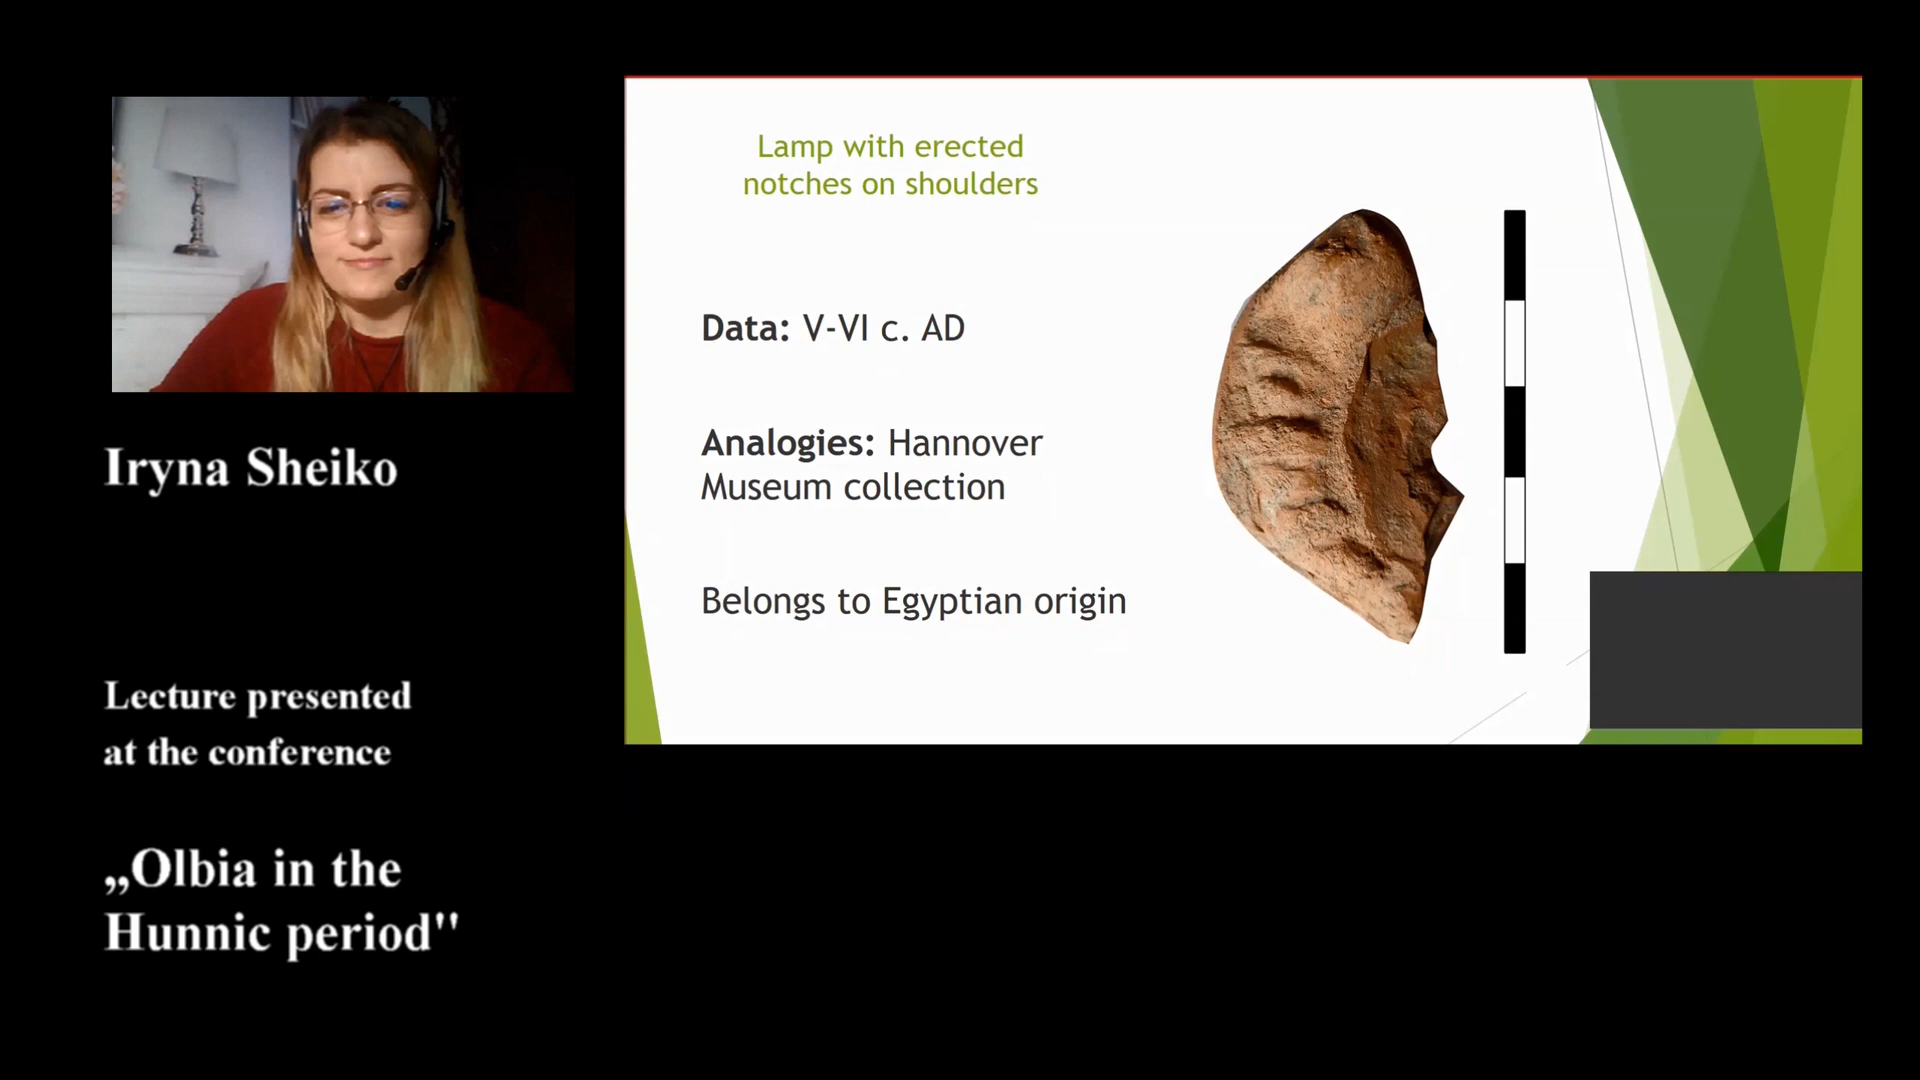 Iryna Sheiko
Lecture presented
at the conference
„Olbia in the
Hunnic period"
Lamp with erected
notches on shoulders
Data: V-VI c. AD
Analogies: Hannover
Museum collection
Belongs to Egyptian origin